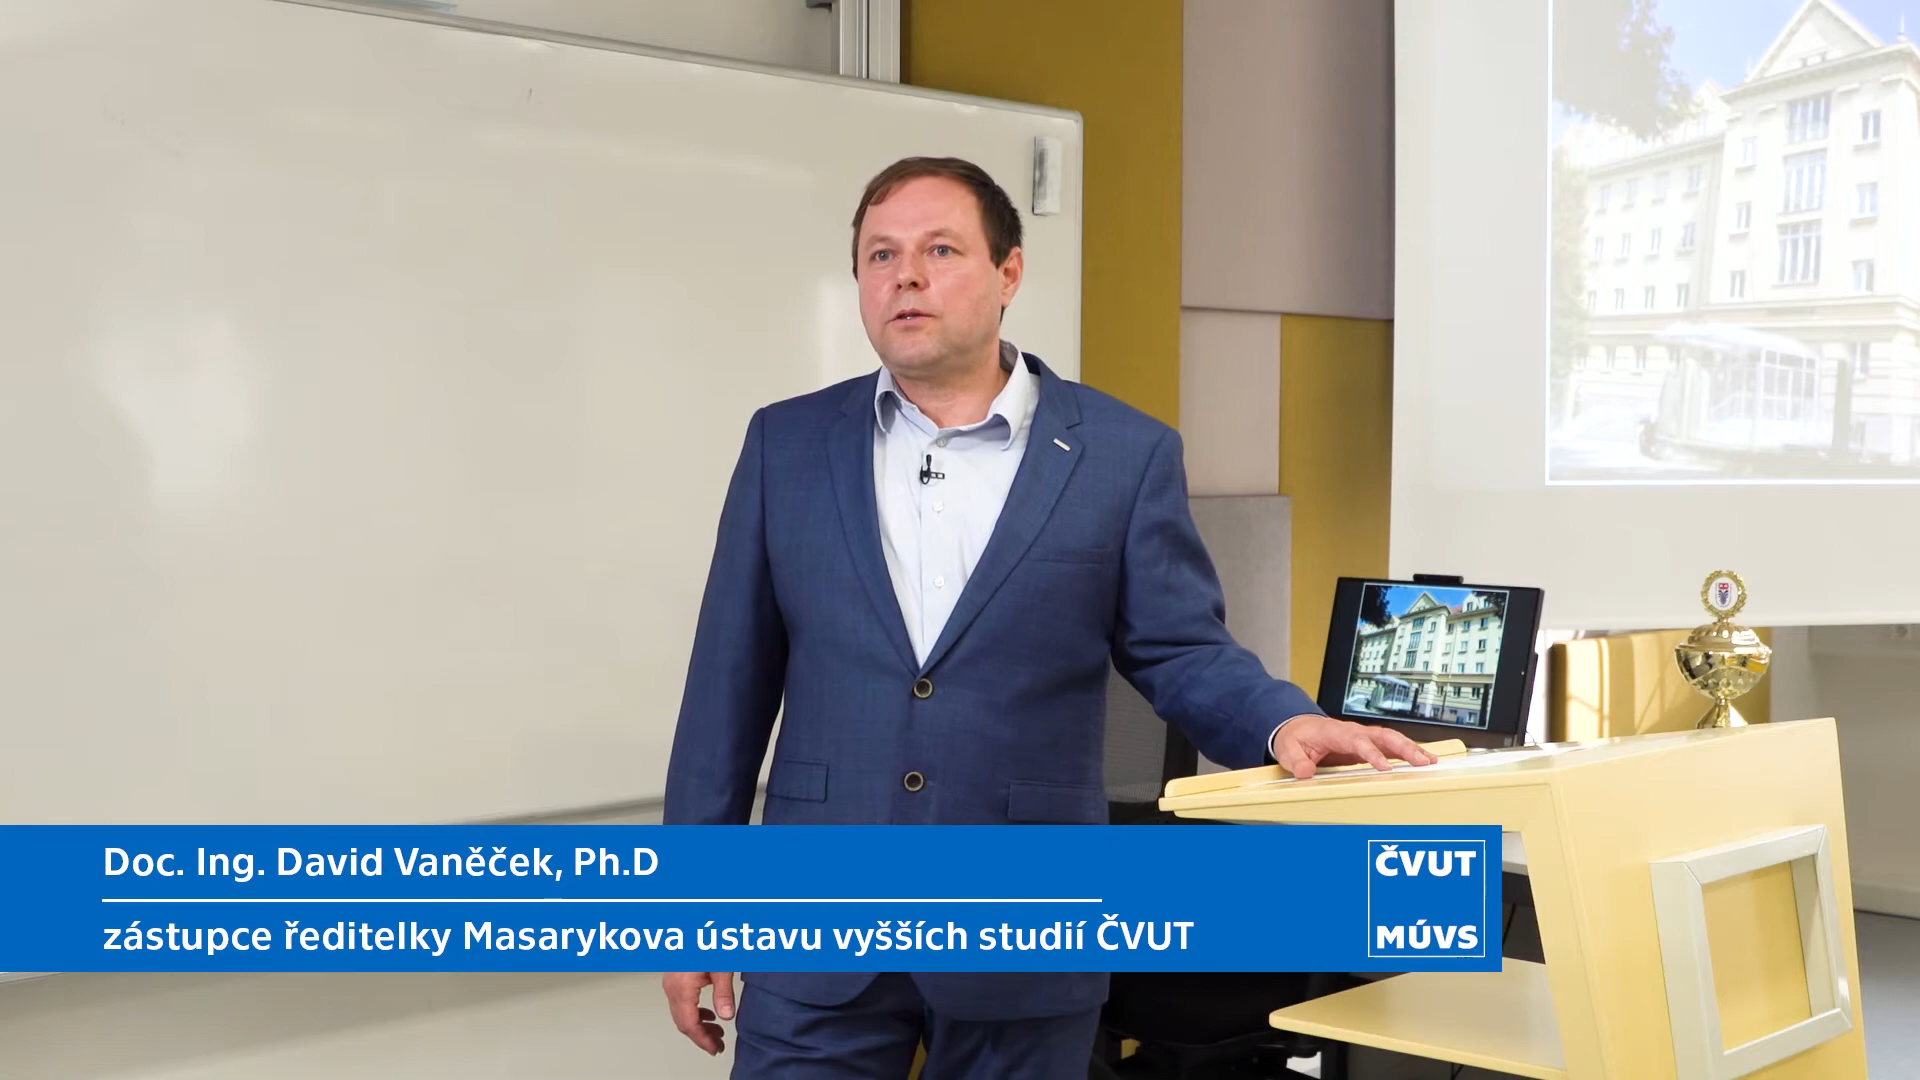 Doc. Ing. David Vaněček, Ph.D
zástupce ředitelky Masarykova ústavu vyšších studií ČVUT
ČVUT
MÚVS